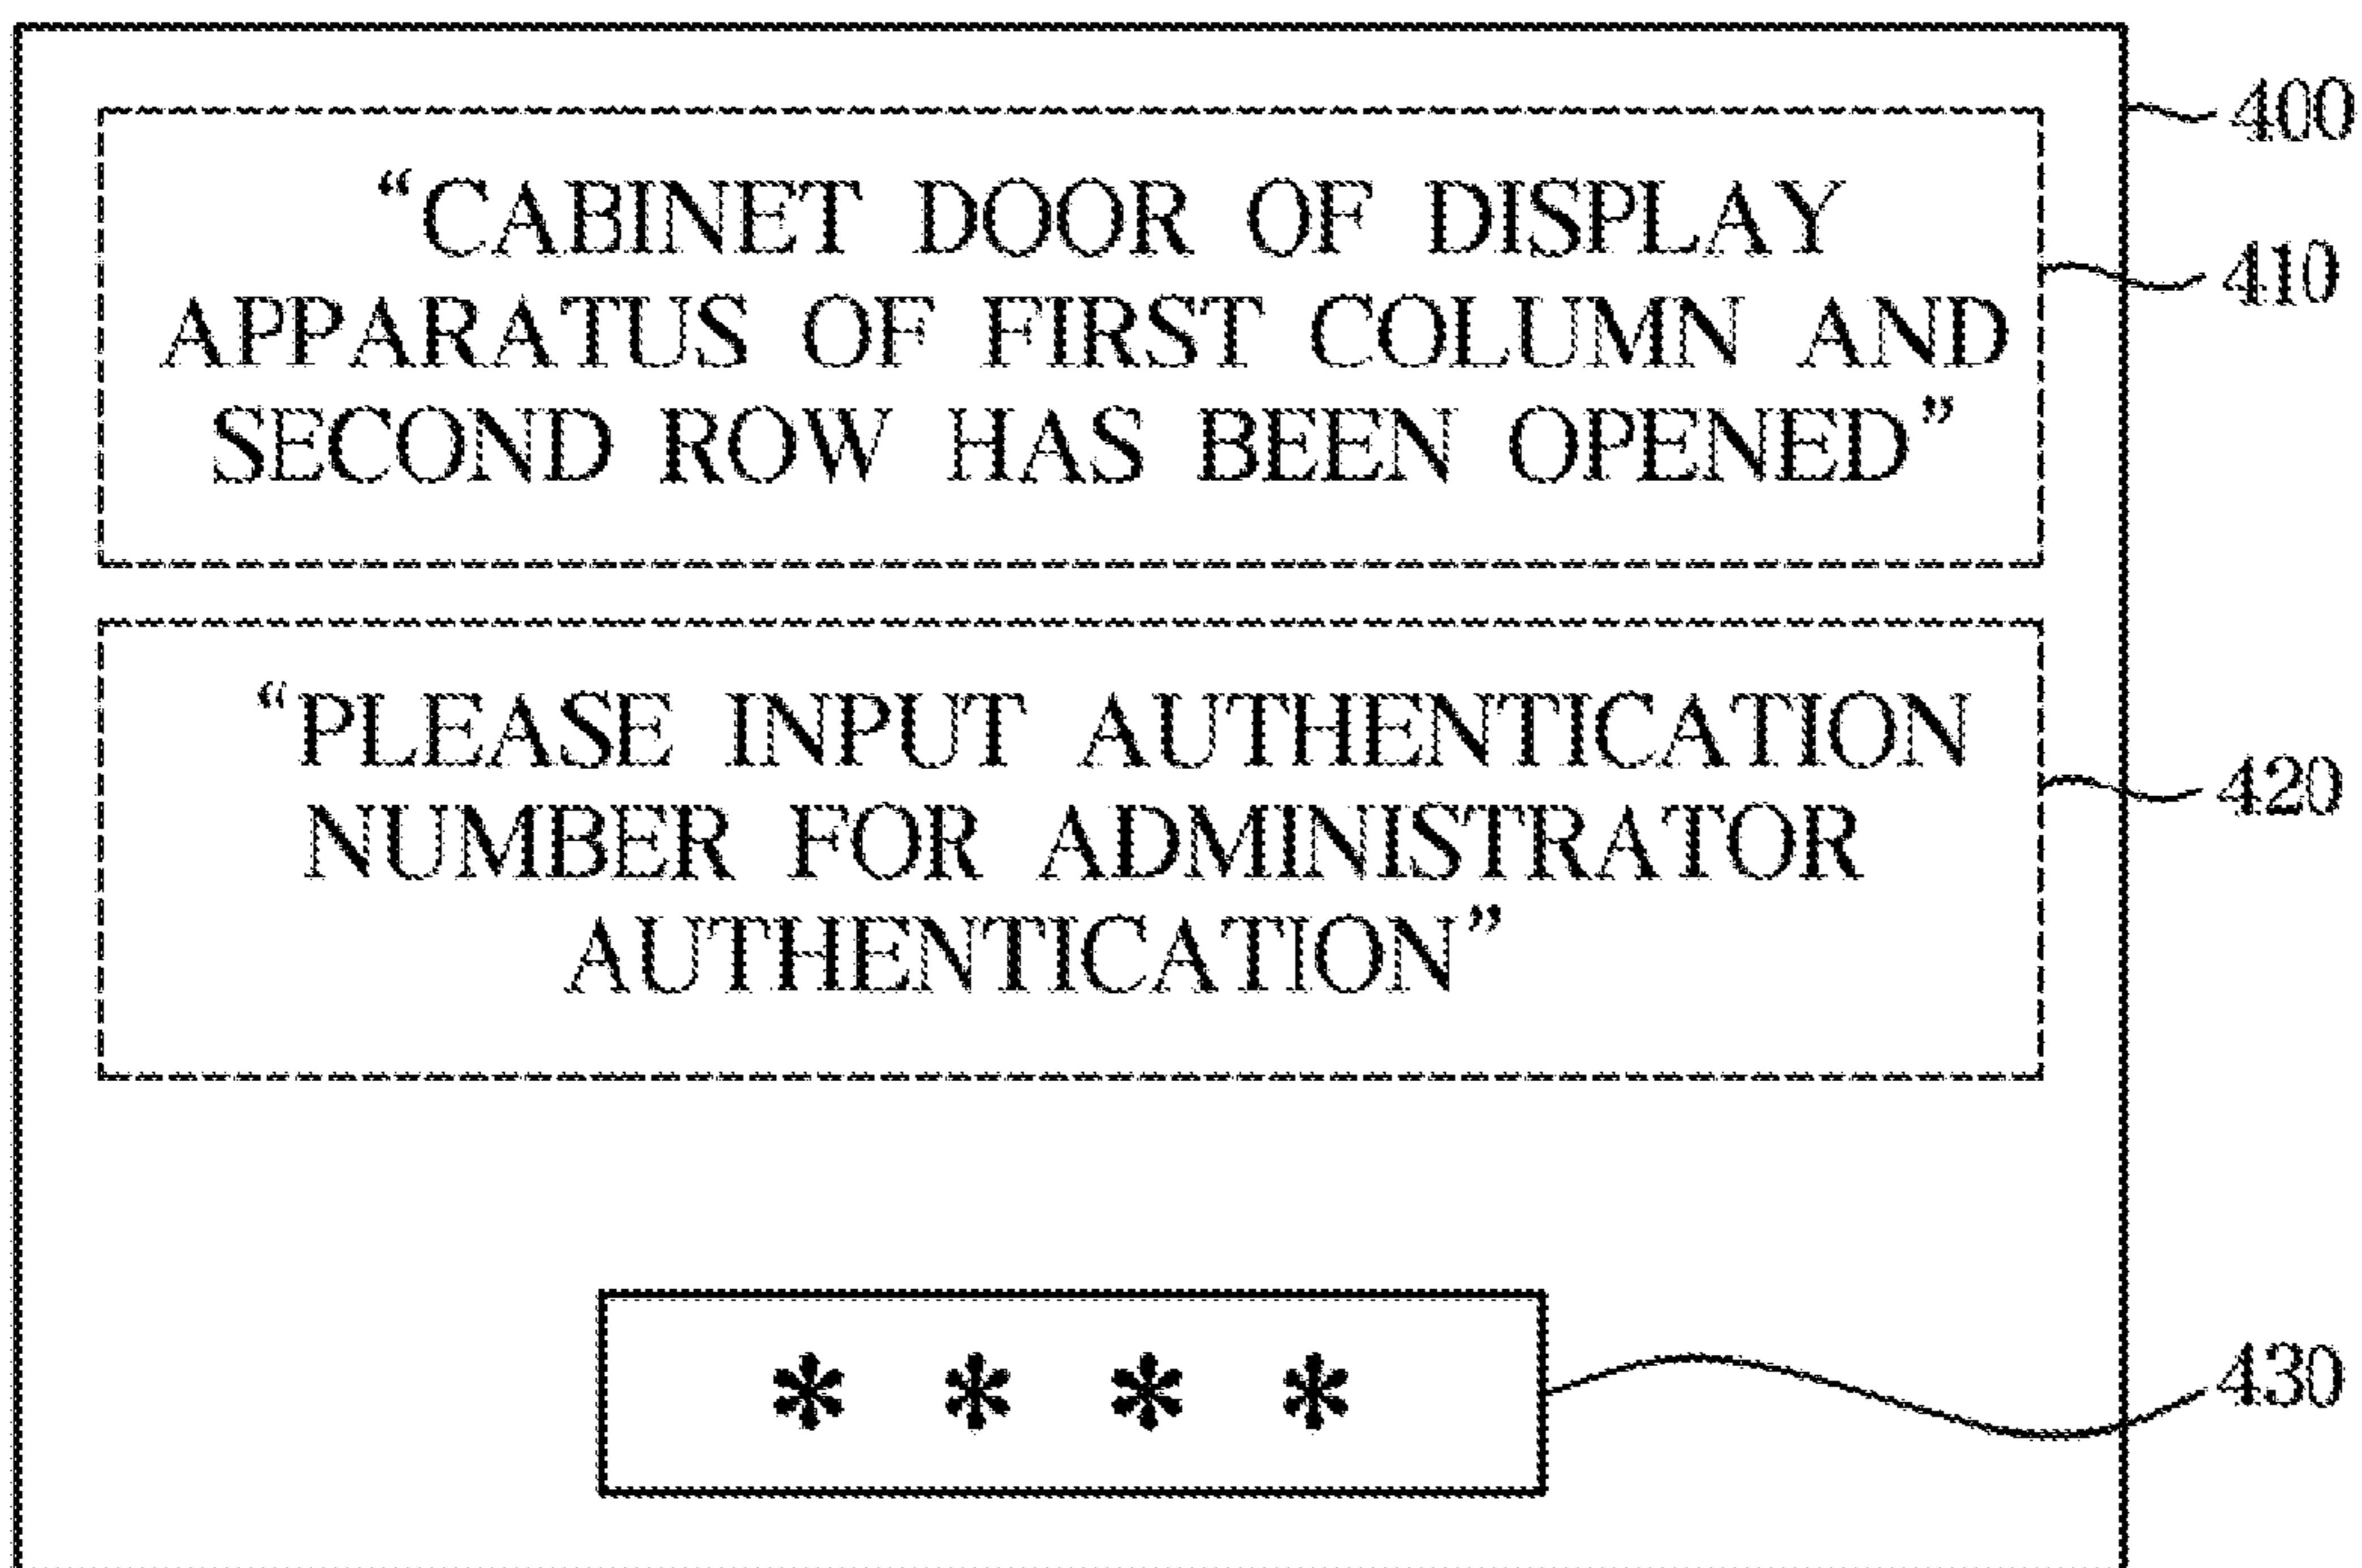 400
“CABINET DOOR OF DISPLAY
APPARATUS OF FIRST COLUMN AND
SECOND ROW HAS BEEN OPENED”
410
“PLEASE INPUT AUTHENTICATION
NUMBER FOR ADMINISTRATOR
AUTHENTICATION”
420
* * * *
430